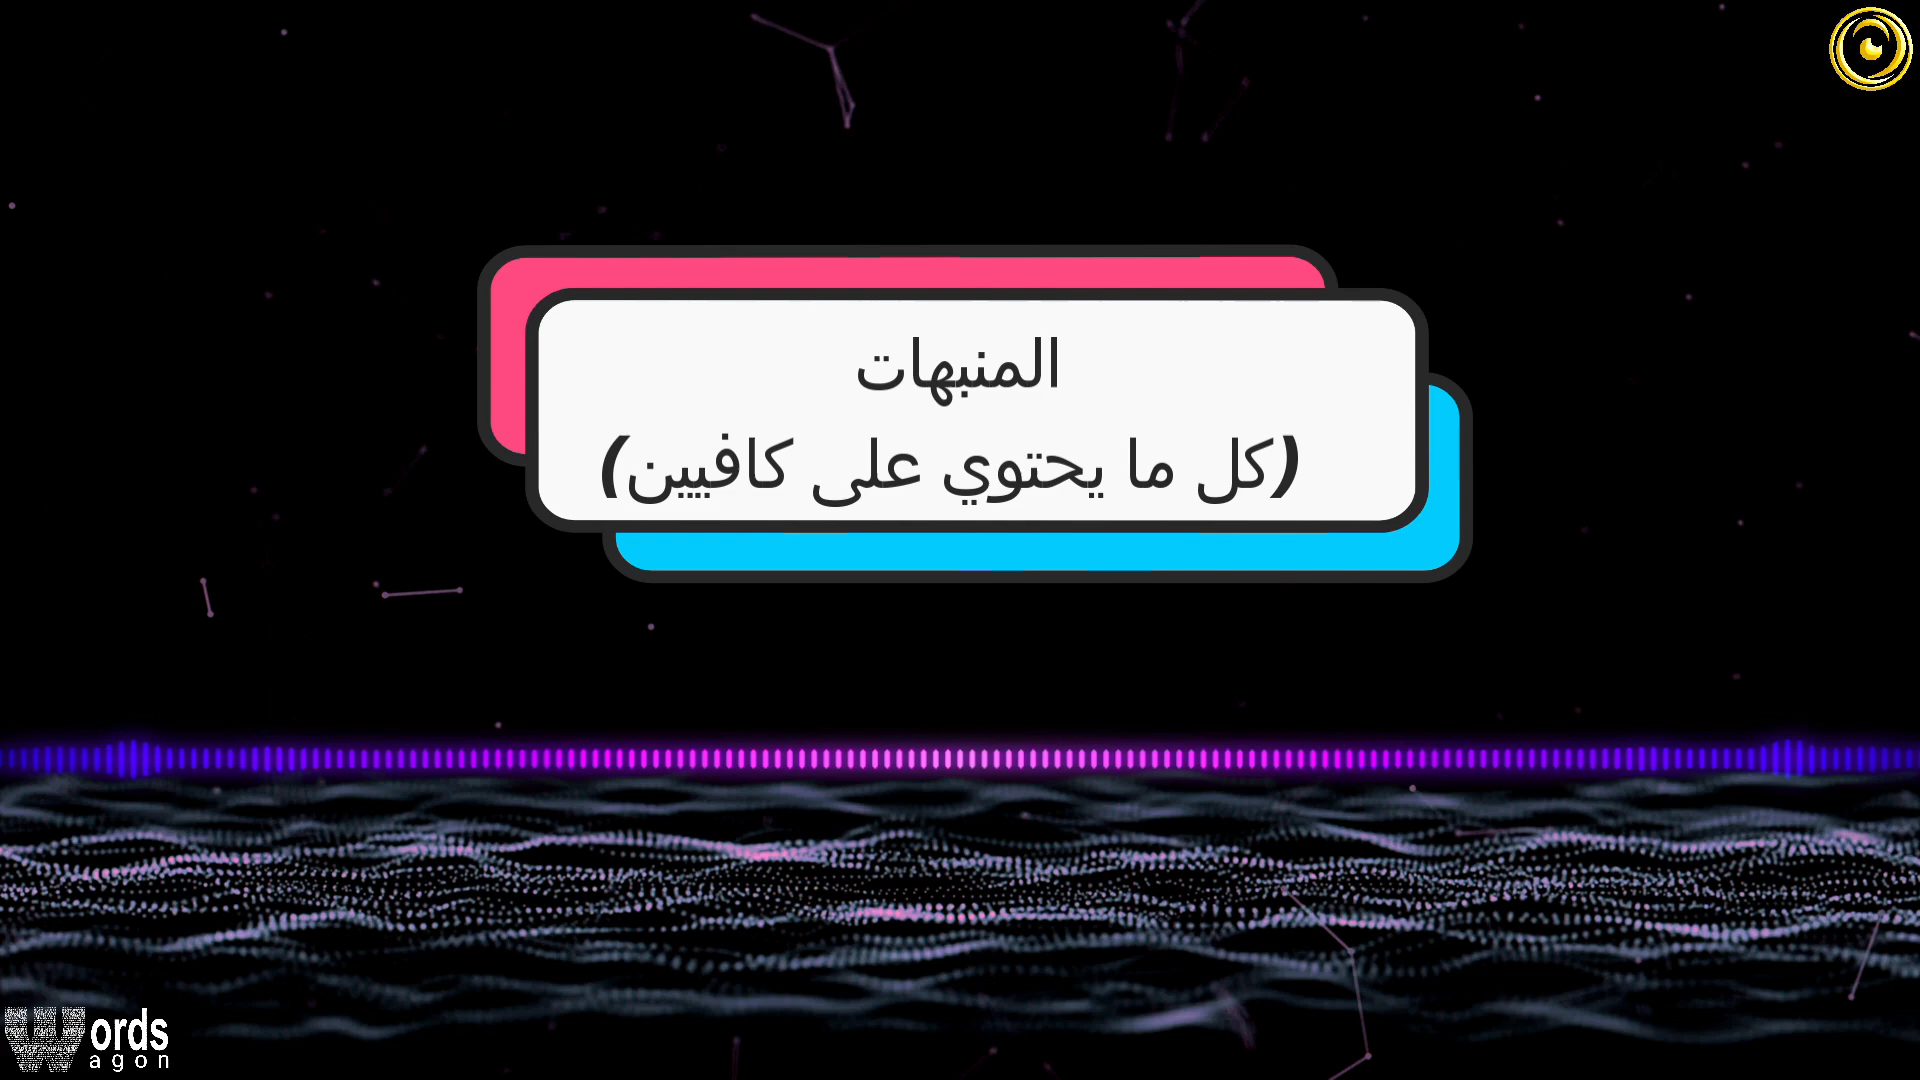 المنبهات
(كل ما يحتوي على كافيين)
Words
agon